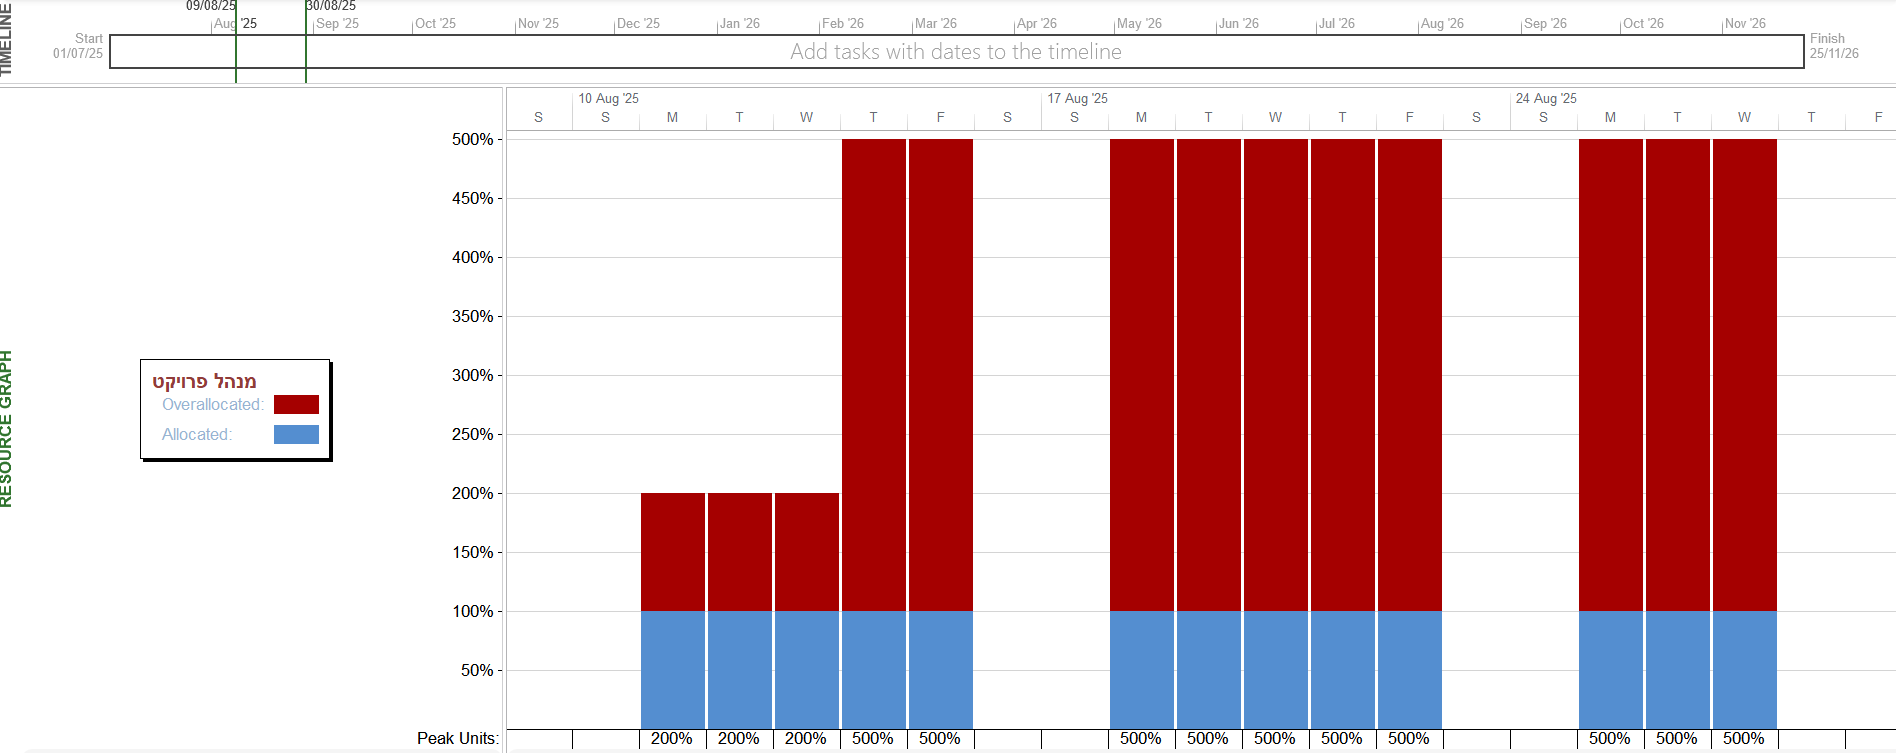 TIMELINE
09/08/25 30/08/25
Aug '25 Sep '25 Oct '25 Nov '25 Dec '25 Jan '26 Feb '26 Mar '26 Apr '26 May '26 Jun '26 Jul '26 Aug '26 Sep '26 Oct '26 Nov '26
Start
01/07/25
Add tasks with dates to the timeline
Finish
25/11/26
RESOURCE GRAPH
מנהל פרויקט
Overallocated:
Allocated:
10 Aug '25 17 Aug '25 24 Aug '25
S S M T W T F S S M T W T F S S M T W T F
500%
450%
400%
350%
300%
250%
200%
150%
100%
50%
Peak Units: 200% 200% 200% 500% 500% 500% 500% 500% 500% 500% 500% 500% 500%